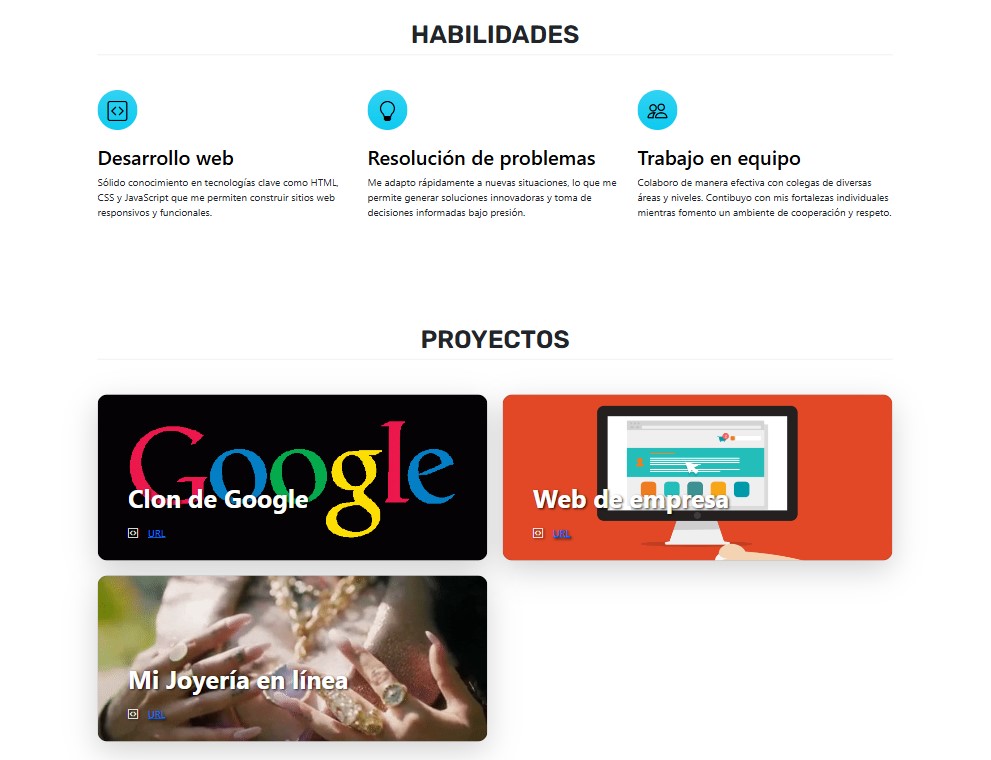 HABILIDADES
Desarrollo web
Sólido conocimiento en tecnologías clave como HTML,
CSS y JavaScript que me permiten construir sitios web
responsivos y funcionales.
Resolución de problemas
Me adapto rápidamente a nuevas situaciones, lo que me
permite generar soluciones innovadoras y toma de
decisiones informadas bajo presión.
Trabajo en equipo
Colaboro de manera efectiva con colegas de diversas
áreas y niveles. Contibuyo con mis fortalezas individuales
mientras fomento un ambiente de cooperación y respeto.
PROYECTOS
Google
Clon de Google
URL
Web de empresa
URL
Mi Joyería en línea
URL